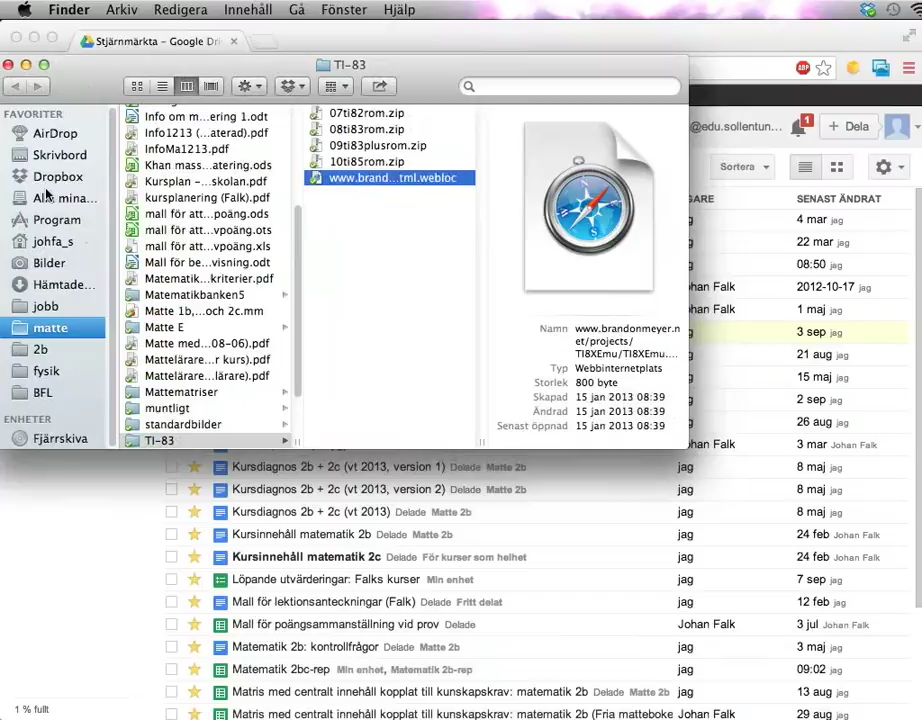 Finder Arkiv Redigera Innehåll Gå Fönster Hjälp
Stjärnmärkta – Google Dri
TI-83
ABP
FAVORITER
AirDrop
Skrivbord
Dropbox
Alla mina...
Program
johfa_s
Bilder
Hämtade...
jobb
matte
2b
fysik
BFL
ENHETER
Fjärrskiva
Info om m...ering 1.odt
Info1213 (...aterad).pdf
InfoMa1213.pdf
Khan mass...atering.ods
Kursplan –...skolan.pdf
kursplanering (Falk).pdf
mall för att...poäng.ods
mall för att...vpoäng.ots
mall för att...vpoäng.xls
Mall för be...visning.odt
Matematik...kriterier.pdf
Matematikbanken5
Matte 1b,...och 2c.mm
Matte E
Matte med...08-06).pdf
Mattelärare...r kurs).pdf
Mattelärar...lärare).pdf
Mattematriser
muntligt
standardbilder
TI-83
07ti82rom.zip
08ti83rom.zip
09ti83plusrom.zip
10ti85rom.zip
www.brand...tml.webloc
Namn www.brandonmeyer.n
et/projects/
TI8XEmu/TI8XEmu....
Typ Webbinternetplats
Storlek 800 byte
Skapad 15 jan 2013 08:39
Ändrad 15 jan 2013 08:39
Senast öppnad 15 jan 2013 08:39
@edu.sollentun... 1 + Dela
Sortera
GARE SENAST ÄNDRAT
g 4 mar jag
g 22 mar jag
g 08:50 jag
ohan Falk 2012-10-17 jag
ohan Falk 1 maj jag
g 3 sep jag
g 21 aug jag
g 15 maj jag
g 2 sep jag
g 26 aug jag
ohan Falk 3 mar Johan Falk
Kursdiagnos 2b + 2c (vt 2013, version 1) Delade Matte 2b jag 8 maj jag
Kursdiagnos 2b + 2c (vt 2013, version 2) Delade Matte 2b jag 8 maj jag
Kursdiagnos 2b + 2c (vt 2013) Delade Matte 2b jag 8 maj jag
Kursinnehåll matematik 2b Delade Matte 2b jag 24 feb Johan Falk
Kursinnehåll matematik 2c Delade För kurser som helhet jag 24 feb Johan Falk
Löpande utvärderingar: Falks kurser Min enhet jag 7 sep jag
Mall för lektionsanteckningar (Falk) Delade Fritt delat jag 12 feb jag
Mall för poängsammanställning vid prov Delade Johan Falk 3 jul Johan Falk
Matematik 2b: kontrollfrågor Delade Matte 2b jag 3 maj jag
Matematik 2bc-rep Min enhet, Matematik 2b-rep jag 09:02 jag
Matris med centralt innehåll kopplat till kunskapskrav: matematik 2b Delade Matte 2b jag 13 aug jag
Matris med centralt innehåll kopplat till kunskapskrav: matematik 2b (Fria matteboke jag 29 aug jag
1 % fullt